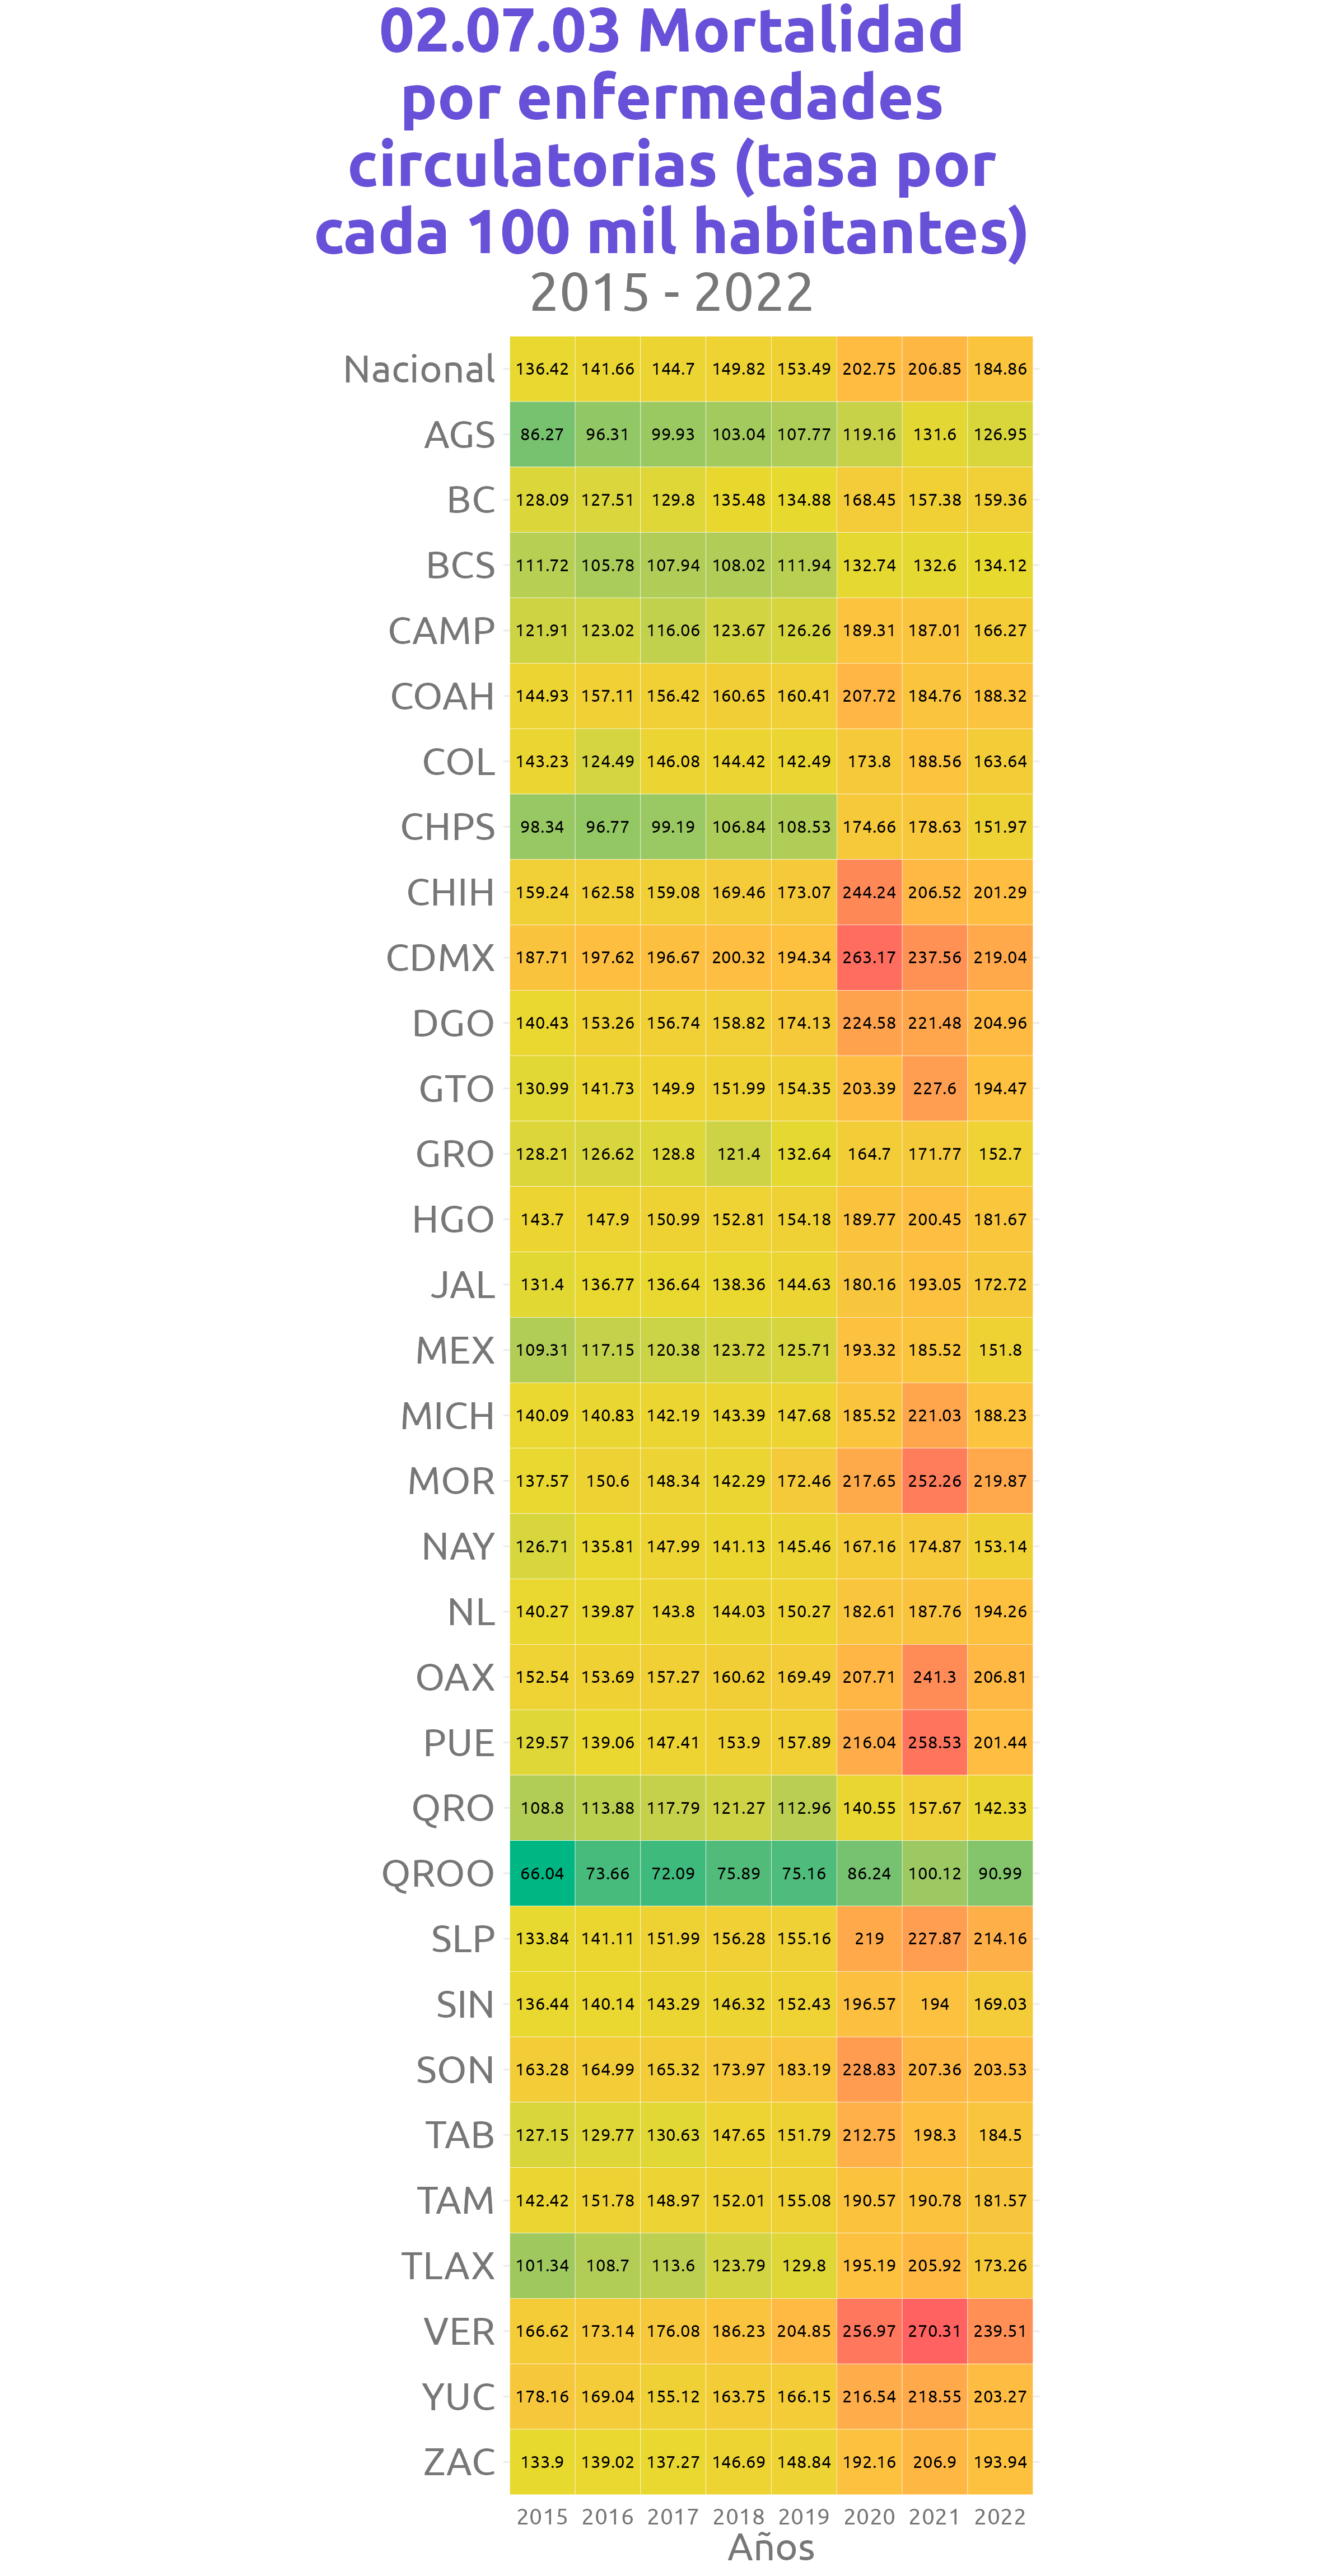 02.07.03 Mortalidad
por enfermedades
circulatorias (tasa por
cada 100 mil habitantes)
2015 - 2022
Nacional 136.42 141.66 144.7 149.82 153.49 202.75 206.85 184.86
AGS 86.27 96.31 99.93 103.04 107.77 119.16 131.6 126.95
BC 128.09 127.51 129.8 135.48 134.88 168.45 157.38 159.36
BCS 111.72 105.78 107.94 108.02 111.94 132.74 132.6 134.12
CAMP 121.91 123.02 116.06 123.67 126.26 189.31 187.01 166.27
COAH 144.93 157.11 156.42 160.65 160.41 207.72 184.76 188.32
COL 143.23 124.49 146.08 144.42 142.49 173.8 188.56 163.64
CHPS 98.34 96.77 99.19 106.84 108.53 174.66 178.63 151.97
CHIH 159.24 162.58 159.08 169.46 173.07 244.24 206.52 201.29
CDMX 187.71 197.62 196.67 200.32 194.34 263.17 237.56 219.04
DGO 140.43 153.26 156.74 158.82 174.13 224.58 221.48 204.96
GTO 130.99 141.73 149.9 151.99 154.35 203.39 227.6 194.47
GRO 128.21 126.62 128.8 121.4 132.64 164.7 171.77 152.7
HGO 143.7 147.9 150.99 152.81 154.18 189.77 200.45 181.67
JAL 131.4 136.77 136.64 138.36 144.63 180.16 193.05 172.72
MEX 109.31 117.15 120.38 123.72 125.71 193.32 185.52 151.8
MICH 140.09 140.83 142.19 143.39 147.68 185.52 221.03 188.23
MOR 137.57 150.6 148.34 142.29 172.46 217.65 252.26 219.87
NAY 126.71 135.81 147.99 141.13 145.46 167.16 174.87 153.14
NL 140.27 139.87 143.8 144.03 150.27 182.61 187.76 194.26
OAX 152.54 153.69 157.27 160.62 169.49 207.71 241.3 206.81
PUE 129.57 139.06 147.41 153.9 157.89 216.04 258.53 201.44
QRO 108.8 113.88 117.79 121.27 112.96 140.55 157.67 142.33
QROO 66.04 73.66 72.09 75.89 75.16 86.24 100.12 90.99
SLP 133.84 141.11 151.99 156.28 155.16 219 227.87 214.16
SIN 136.44 140.14 143.29 146.32 152.43 196.57 194 169.03
SON 163.28 164.99 165.32 173.97 183.19 228.83 207.36 203.53
TAB 127.15 129.77 130.63 147.65 151.79 212.75 198.3 184.5
TAM 142.42 151.78 148.97 152.01 155.08 190.57 190.78 181.57
TLAX 101.34 108.7 113.6 123.79 129.8 195.19 205.92 173.26
VER 166.62 173.14 176.08 186.23 204.85 256.97 270.31 239.51
YUC 178.16 169.04 155.12 163.75 166.15 216.54 218.55 203.27
ZAC 133.9 139.02 137.27 146.69 148.84 192.16 206.9 193.94
2015 2016 2017 2018 2019 2020 2021 2022
Años